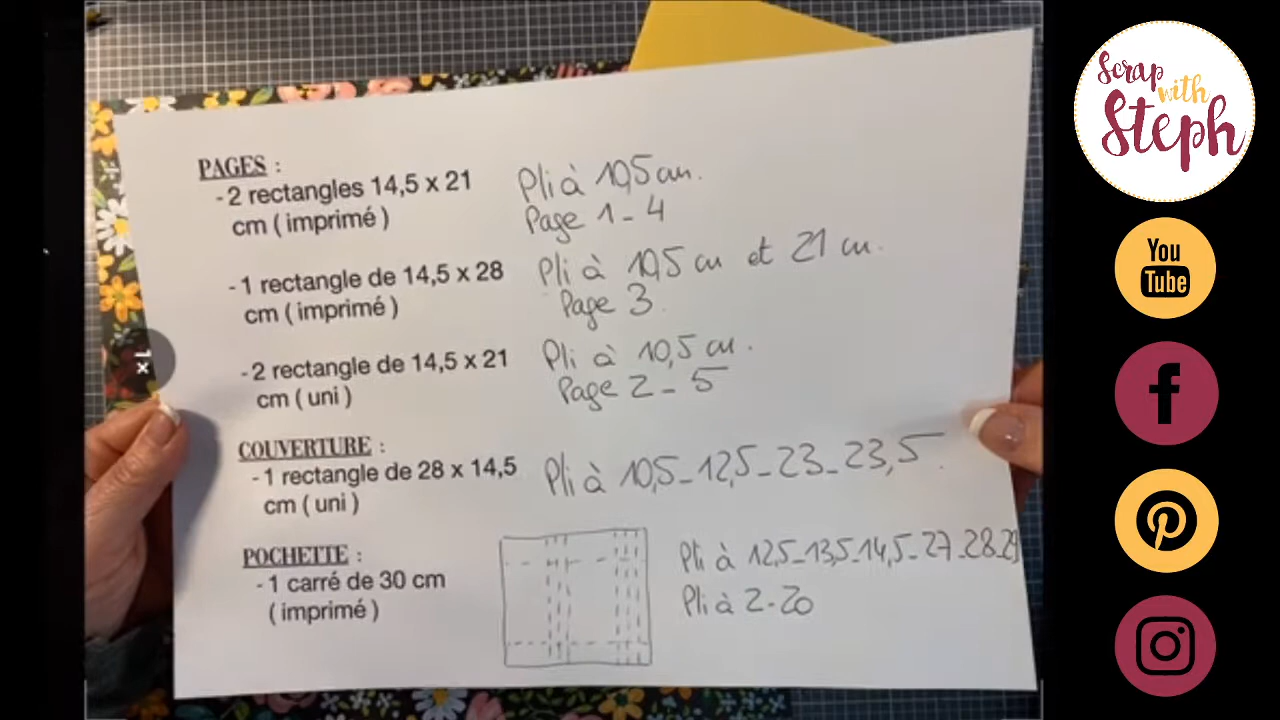 PAGES :
- 2 rectangles 14,5 x 21 Pli à 10,5 cm.
cm ( imprimé ) Page 1 - 4
- 1 rectangle de 14,5 x 28 Pli à 10,5 cm et 21 cm.
cm ( imprimé ) Page 3.
- 2 rectangle de 14,5 x 21 Pli à 10,5 cm.
cm ( uni ) Page 2 - 5
COUVERTURE :
- 1 rectangle de 28 x 14,5 Pli à 10,5 - 12,5 - 23 - 23,5.
cm ( uni )
POCHETTE :
- 1 carré de 30 cm Pli à 12,5 - 13,5 - 14,5 - 27 - 28 - 29
( imprimé ) Pli à 2 - 20
1x
Scrap
with
Steph
You
Tube